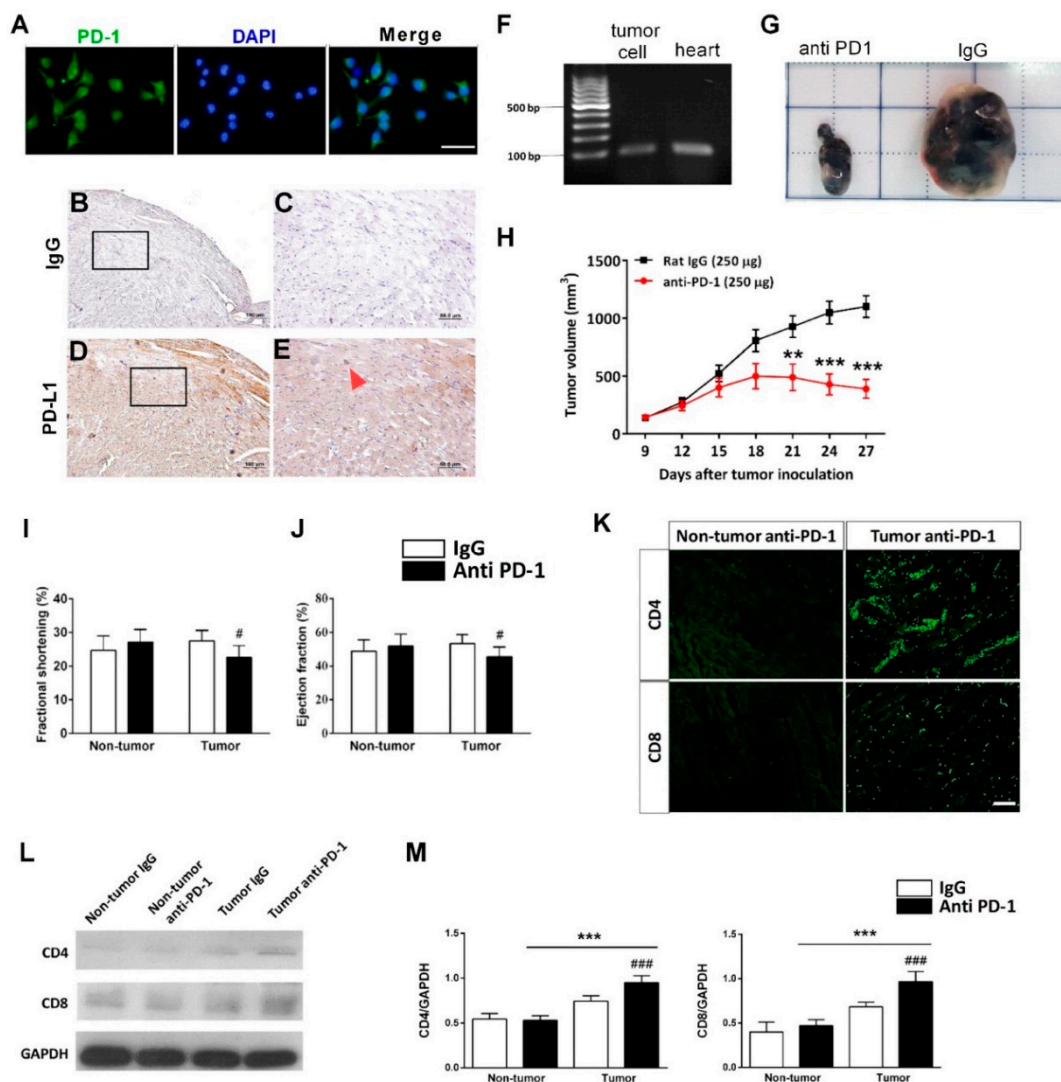 A
PD-1
DAPI
Merge
B
C
IgG
100 μm
D
E
PD-L1
100 μm
F
tumor
cell
heart
500 bp
100 bp
G
anti PD1
IgG
H
Rat IgG (250 μg)
anti-PD-1 (250 μg)
Tumor volume (mm³)
1500
1000
500
0
**
***
***
9
12
15
18
21
24
27
Days after tumor inoculation
I
Fractional shortening (%)
40
30
20
10
0
#
Non-tumor
Tumor
J
IgG
Anti PD-1
Ejection fraction (%)
80
60
40
20
0
#
Non-tumor
Tumor
K
Non-tumor anti-PD-1
Tumor anti-PD-1
CD4
CD8
L
Non-tumor IgG
Non-tumor
anti-PD-1
Tumor IgG
Tumor anti-PD-1
CD4
CD8
GAPDH
M
IgG
Anti PD-1
CD4/GAPDH
1.5
1.0
0.5
0.0
***
###
Non-tumor
Tumor
CD8/GAPDH
1.5
1.0
0.5
0.0
***
###
Non-tumor
Tumor